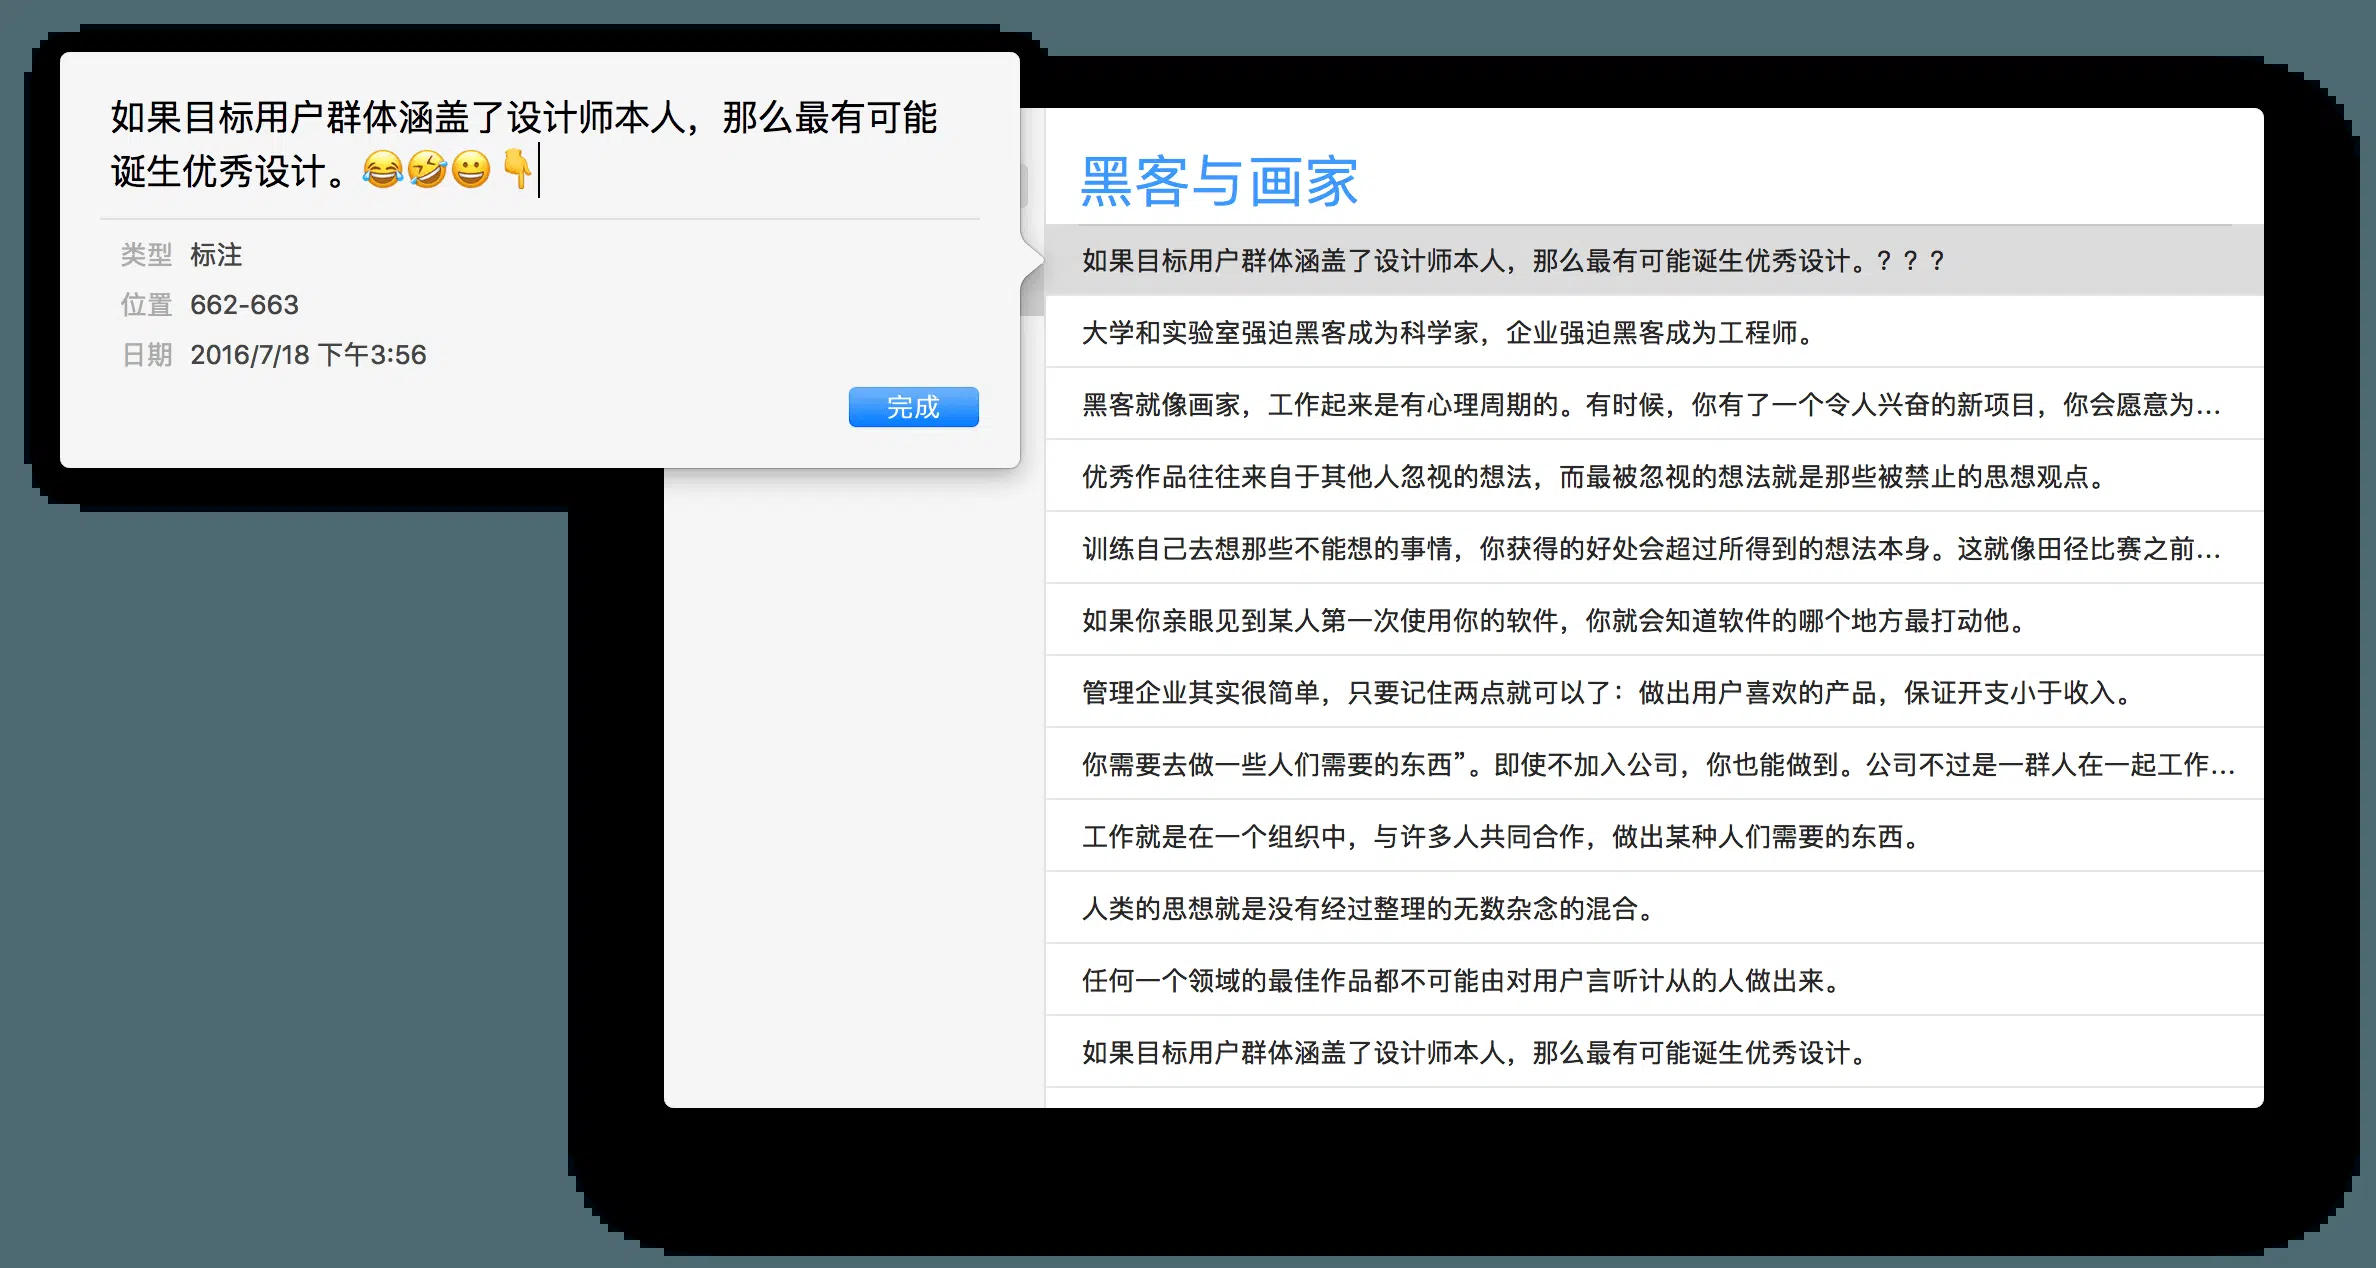 如果目标用户群体涵盖了设计师本人，那么最有可能
诞生优秀设计。😂🤣😀👇
类型 标注
位置 662-663
日期 2016/7/18 下午3:56
完成
黑客与画家
如果目标用户群体涵盖了设计师本人，那么最有可能诞生优秀设计。？？？
大学和实验室强迫黑客成为科学家，企业强迫黑客成为工程师。
黑客就像画家，工作起来是有心理周期的。有时候，你有了一个令人兴奋的新项目，你会愿意为…
优秀作品往往来自于其他人忽视的想法，而最被忽视的想法就是那些被禁止的思想观点。
训练自己去想那些不能想的事情，你获得的好处会超过所得到的想法本身。这就像田径比赛之前…
如果你亲眼见到某人第一次使用你的软件，你就会知道软件的哪个地方最打动他。
管理企业其实很简单，只要记住两点就可以了：做出用户喜欢的产品，保证开支小于收入。
你需要去做一些人们需要的东西”。即使不加入公司，你也能做到。公司不过是一群人在一起工作…
工作就是在一个组织中，与许多人共同合作，做出某种人们需要的东西。
人类的思想就是没有经过整理的无数杂念的混合。
任何一个领域的最佳作品都不可能由对用户言听计从的人做出来。
如果目标用户群体涵盖了设计师本人，那么最有可能诞生优秀设计。